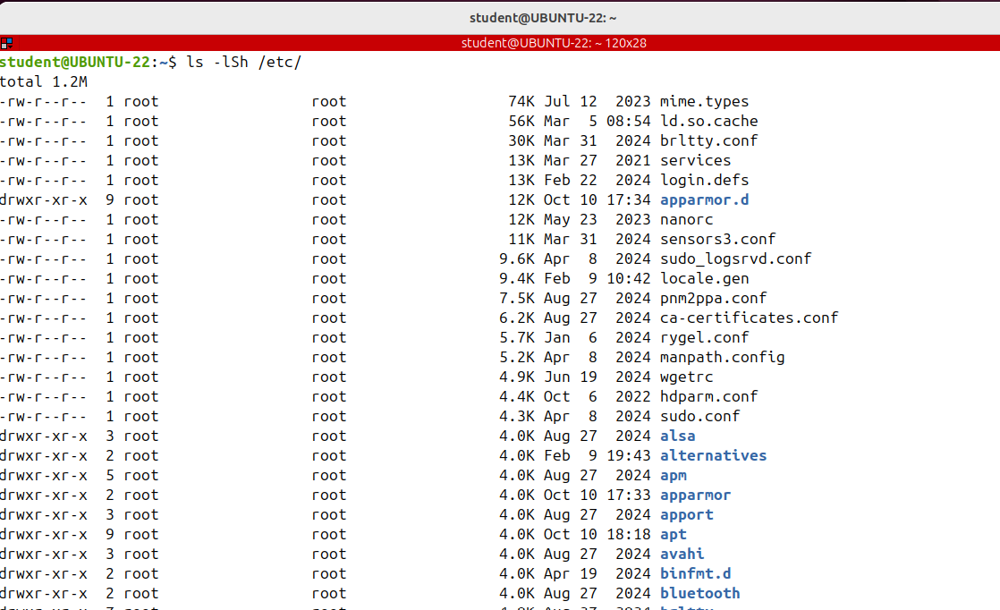 student@UBUNTU-22: ~
student@UBUNTU-22: ~ 120x28
student@UBUNTU-22:~$ ls -lSh /etc/
total 1.2M
-rw-r--r--  1 root                 root                  74K Jul 12  2023 mime.types
-rw-r--r--  1 root                 root                  56K Mar  5 08:54 ld.so.cache
-rw-r--r--  1 root                 root                  30K Mar 31  2024 brltty.conf
-rw-r--r--  1 root                 root                  13K Mar 27  2021 services
-rw-r--r--  1 root                 root                  13K Feb 22  2024 login.defs
drwxr-xr-x  9 root                 root                  12K Oct 10 17:34 apparmor.d
-rw-r--r--  1 root                 root                  12K May 23  2023 nanorc
-rw-r--r--  1 root                 root                  11K Mar 31  2024 sensors3.conf
-rw-r--r--  1 root                 root                 9.6K Apr  8  2024 sudo_logsrvd.conf
-rw-r--r--  1 root                 root                 9.4K Feb  9 10:42 locale.gen
-rw-r--r--  1 root                 root                 7.5K Aug 27  2024 pnm2ppa.conf
-rw-r--r--  1 root                 root                 6.2K Aug 27  2024 ca-certificates.conf
-rw-r--r--  1 root                 root                 5.7K Jan  6  2024 rygel.conf
-rw-r--r--  1 root                 root                 5.2K Apr  8  2024 manpath.config
-rw-r--r--  1 root                 root                 4.9K Jun 19  2024 wgetrc
-rw-r--r--  1 root                 root                 4.4K Oct  6  2022 hdparm.conf
-rw-r--r--  1 root                 root                 4.3K Apr  8  2024 sudo.conf
drwxr-xr-x  3 root                 root                 4.0K Aug 27  2024 alsa
drwxr-xr-x  2 root                 root                 4.0K Feb  9 19:43 alternatives
drwxr-xr-x  5 root                 root                 4.0K Aug 27  2024 apm
drwxr-xr-x  2 root                 root                 4.0K Oct 10 17:33 apparmor
drwxr-xr-x  3 root                 root                 4.0K Aug 27  2024 apport
drwxr-xr-x  9 root                 root                 4.0K Oct 10 18:18 apt
drwxr-xr-x  3 root                 root                 4.0K Aug 27  2024 avahi
drwxr-xr-x  2 root                 root                 4.0K Apr 19  2024 binfmt.d
drwxr-xr-x  2 root                 root                 4.0K Aug 27  2024 bluetooth